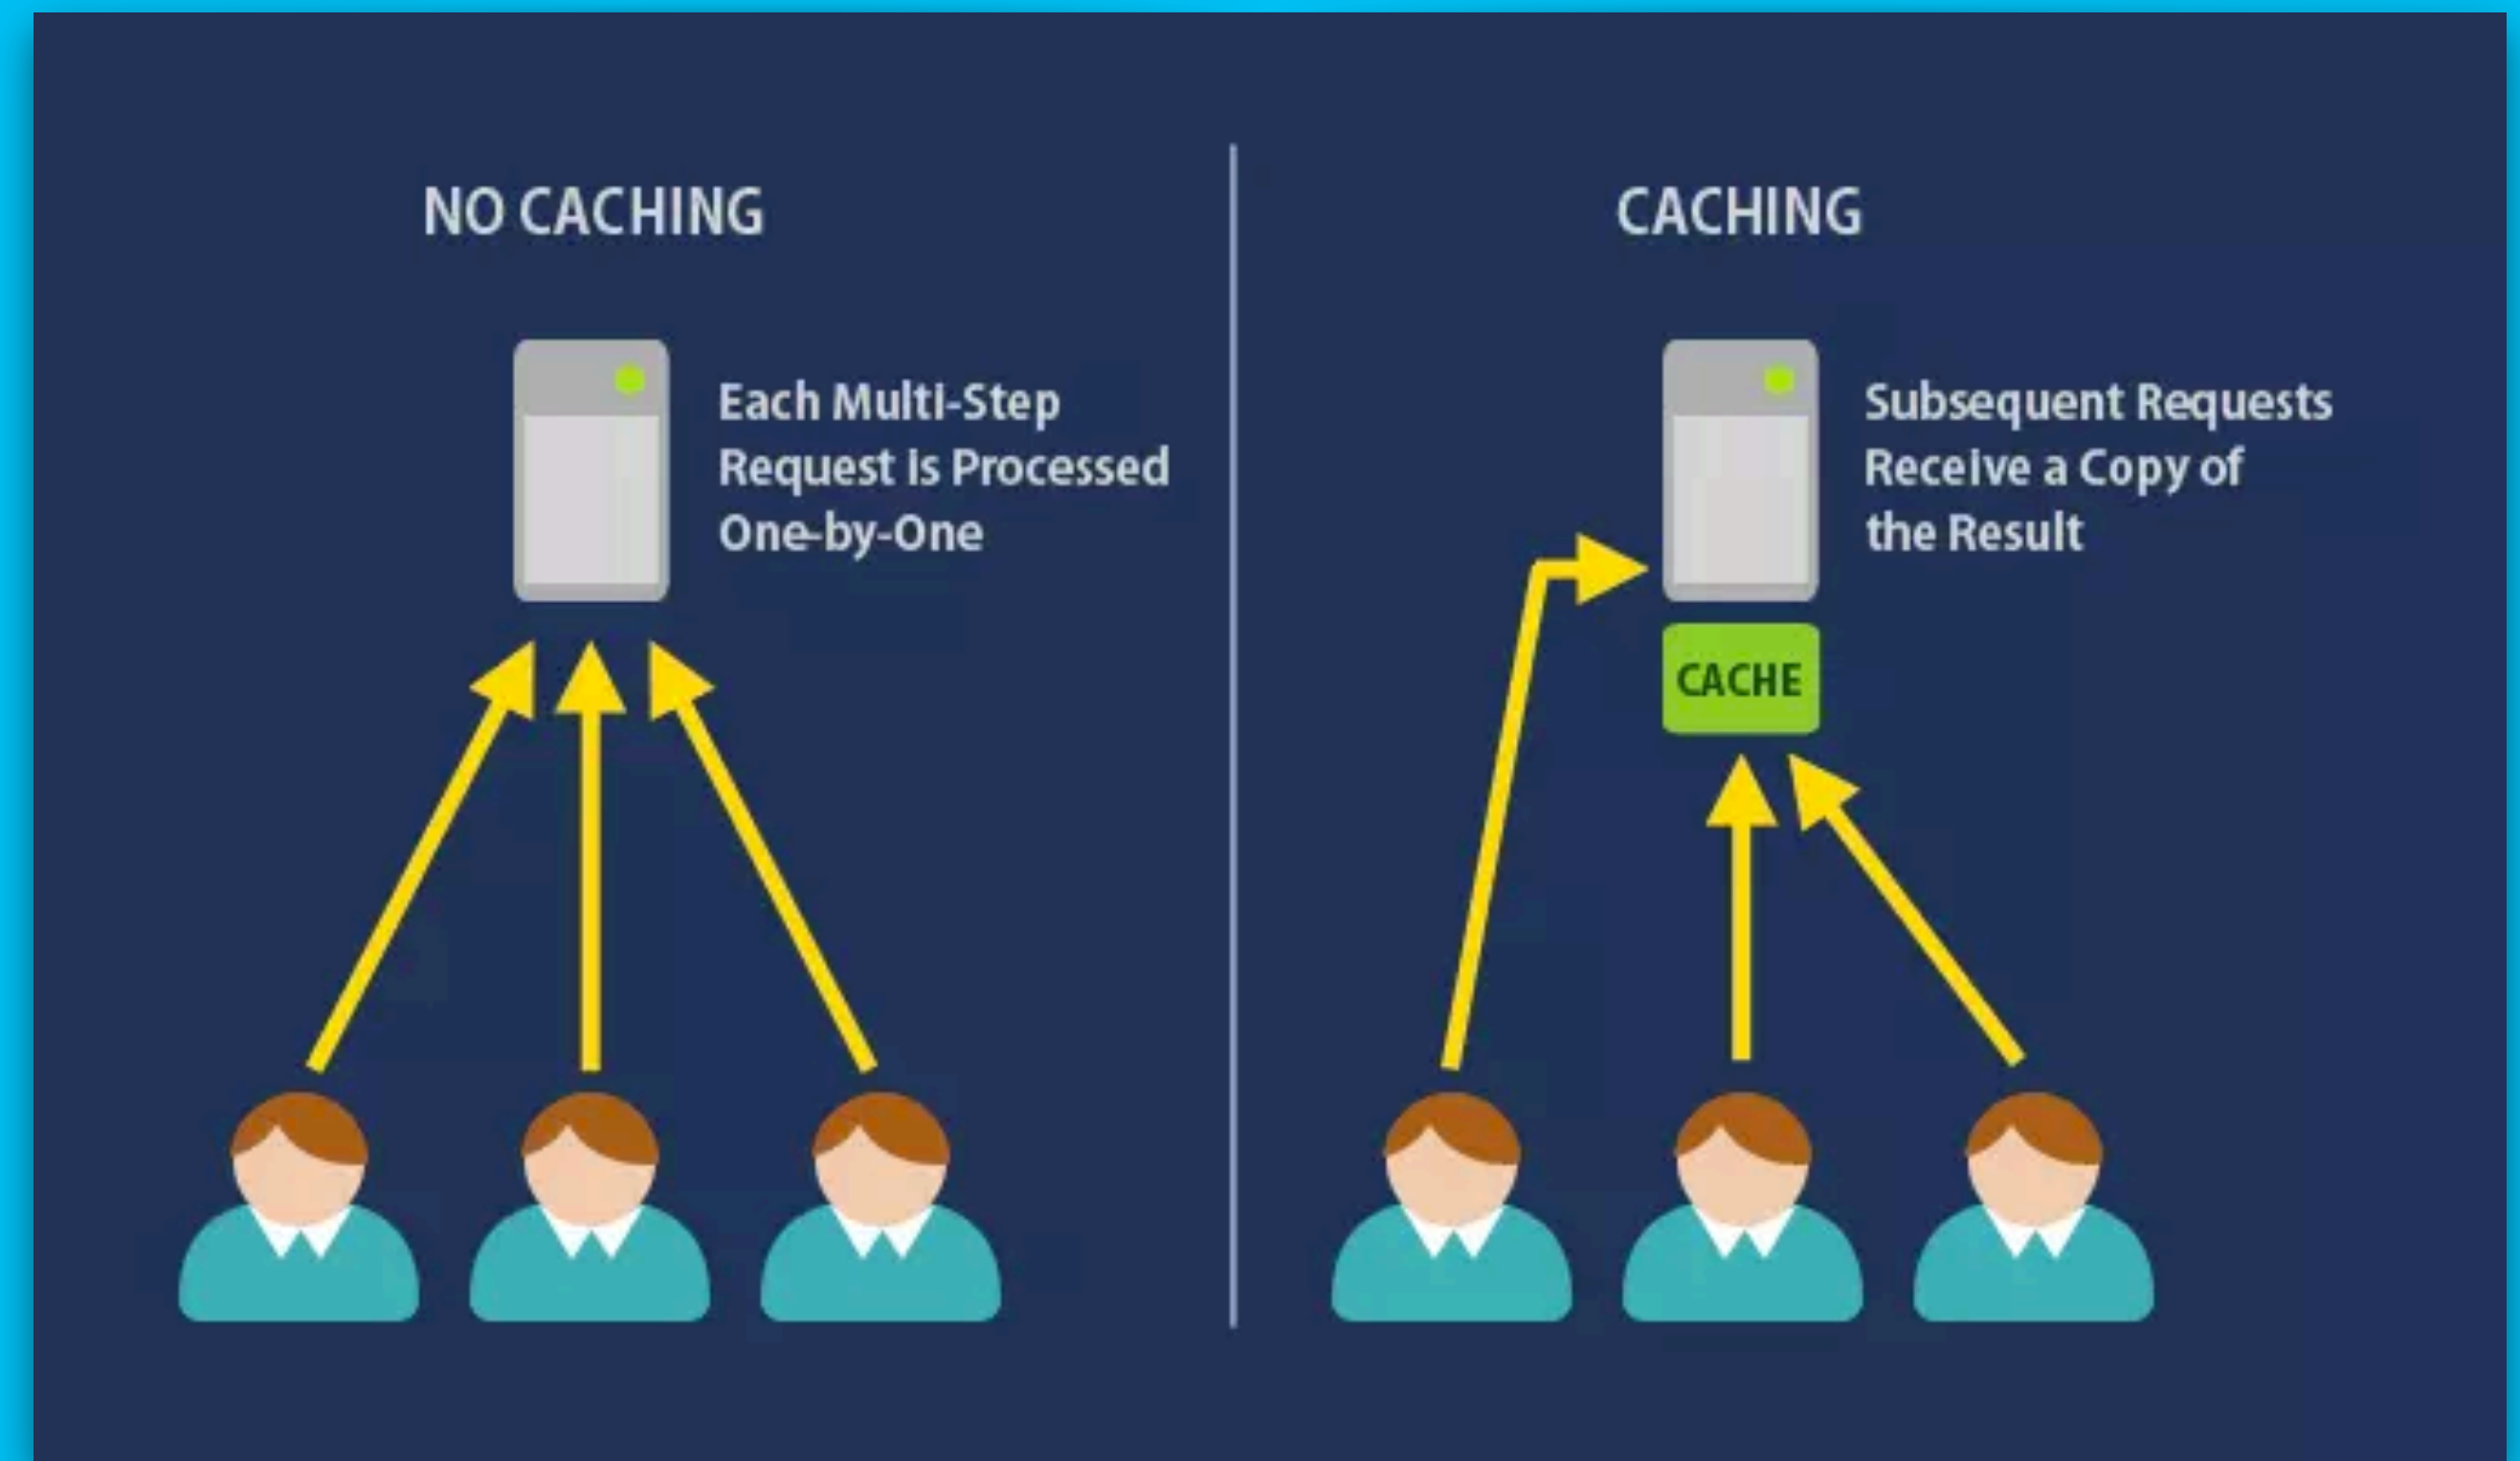 NO CACHING
Each Multi-Step
Request is Processed
One-by-One
CACHING
Subsequent Requests
Receive a Copy of
the Result
CACHE